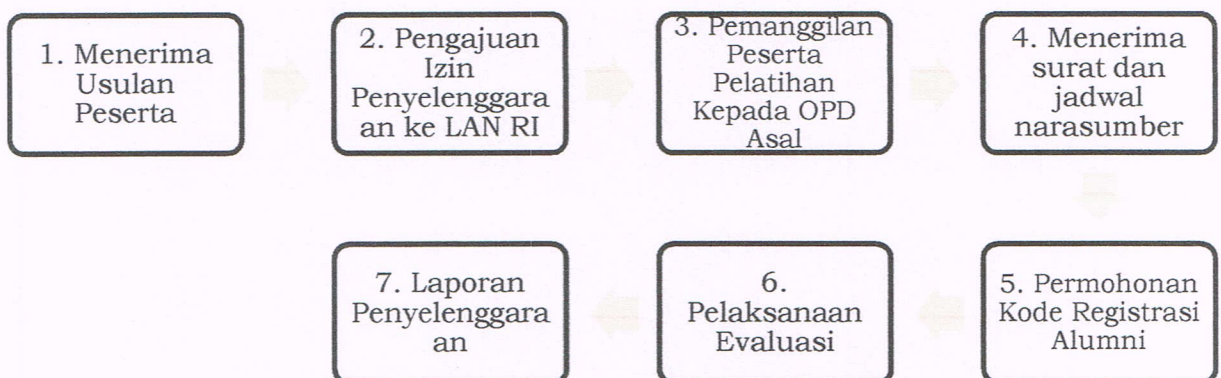 1. Menerima
Usulan
Peserta
2. Pengajuan
Izin
Penyelenggara
an ke LAN RI
3. Pemanggilan
Peserta
Pelatihan
Kepada OPD
Asal
4. Menerima
surat dan
jadwal
narasumber
5. Permohonan
Kode Registrasi
Alumni
6.
Pelaksanaan
Evaluasi
7. Laporan
Penyelenggara
an